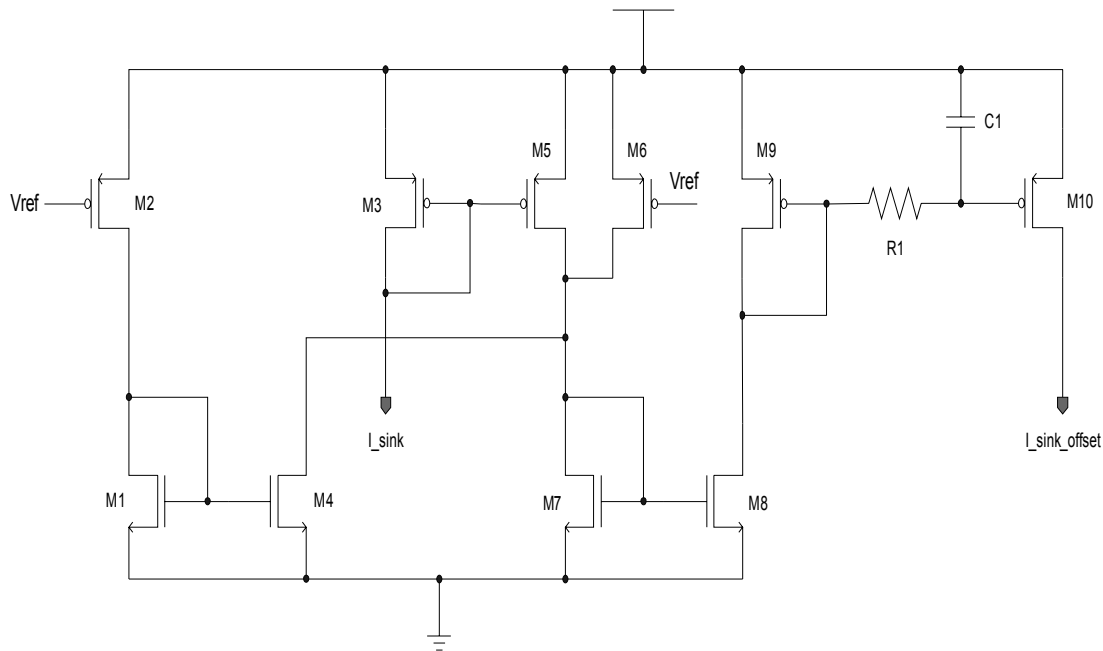 C1
M5
M6
M9
Vref
Vref
M2
M3
M10
R1
I_sink
I_sink_offset
M1
M4
M7
M8